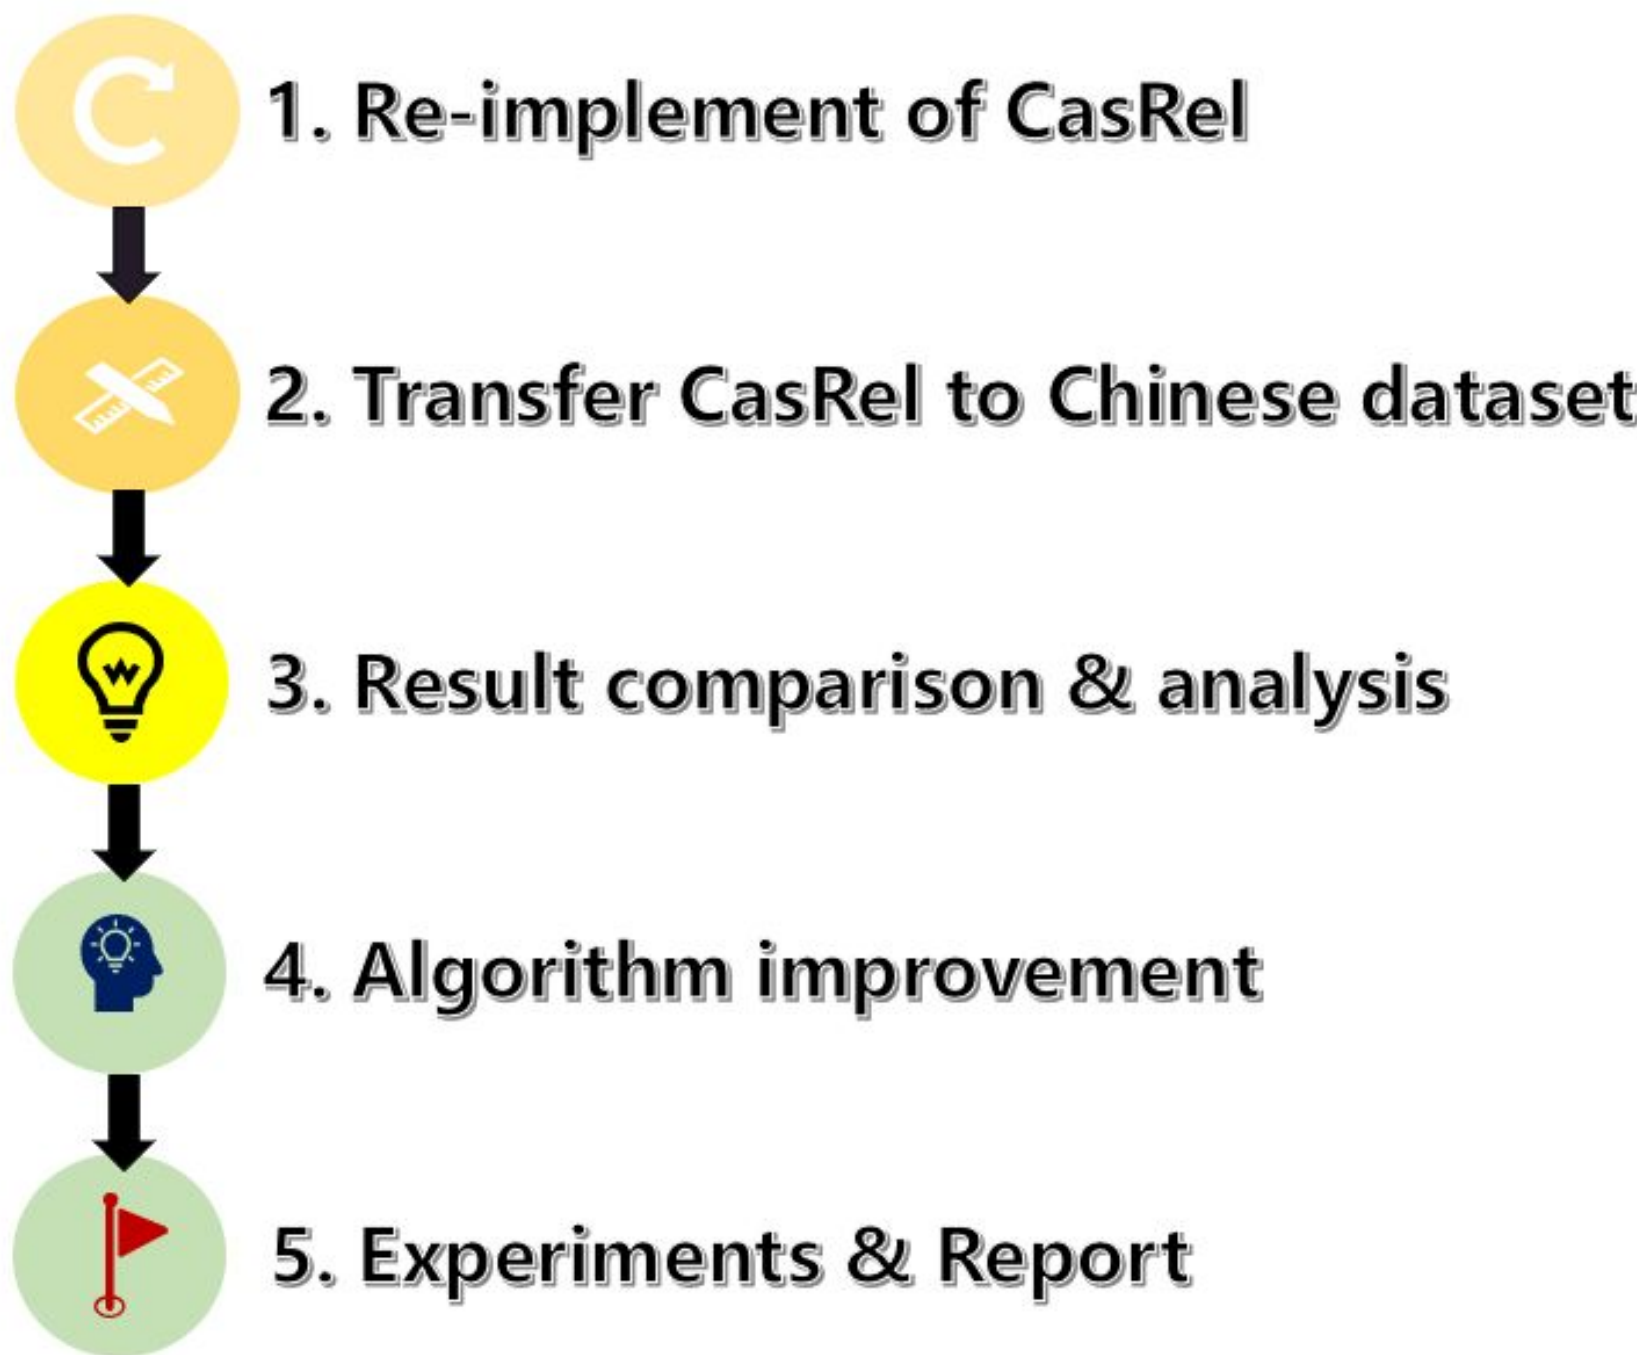 1. Re-implement of CasRel
2. Transfer CasRel to Chinese dataset
3. Result comparison & analysis
4. Algorithm improvement
5. Experiments & Report